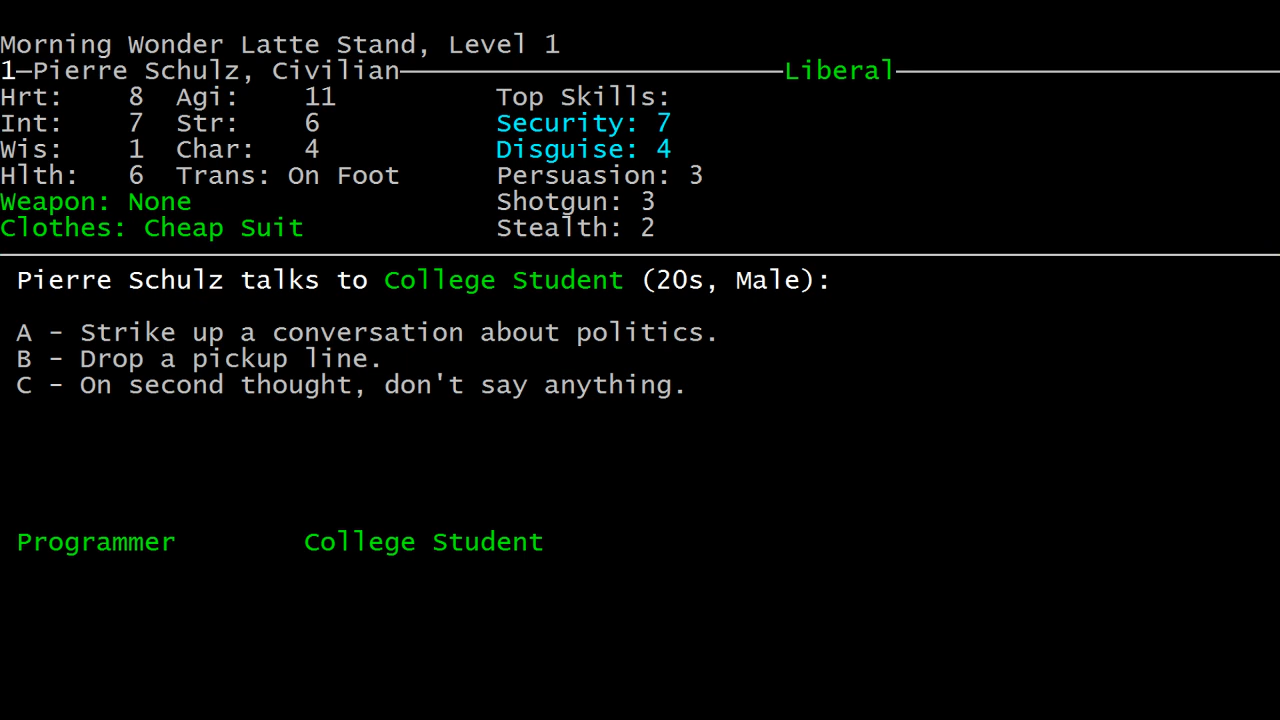 Morning Wonder Latte Stand, Level 1
1—Pierre Schulz, Civilian Liberal
Hrt: 8 Agi: 11 Top Skills:
Int: 7 Str: 6 Security: 7
Wis: 1 Char: 4 Disguise: 4
Hlth: 6 Trans: On Foot Persuasion: 3
Weapon: None Shotgun: 3
Clothes: Cheap Suit Stealth: 2
Pierre Schulz talks to College Student (20s, Male):
A - Strike up a conversation about politics.
B - Drop a pickup line.
C - On second thought, don't say anything.
Programmer College Student